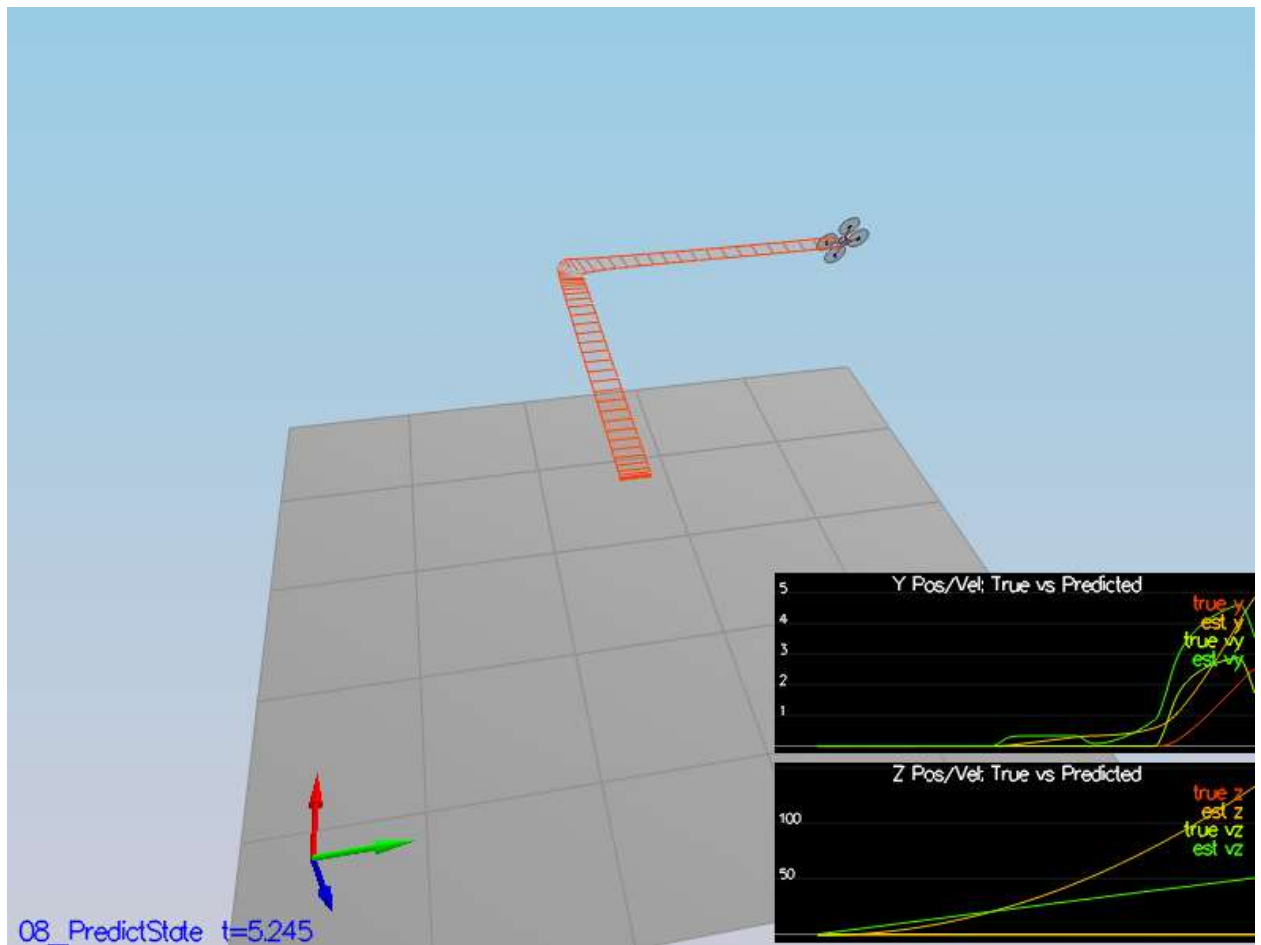 Y Pos/Vel: True vs Predicted
5
4
3
2
1
true y
est y
true vy
est vy
Z Pos/Vel: True vs Predicted
100
50
true z
est z
true vz
est vz
08_PredictState t=5.245